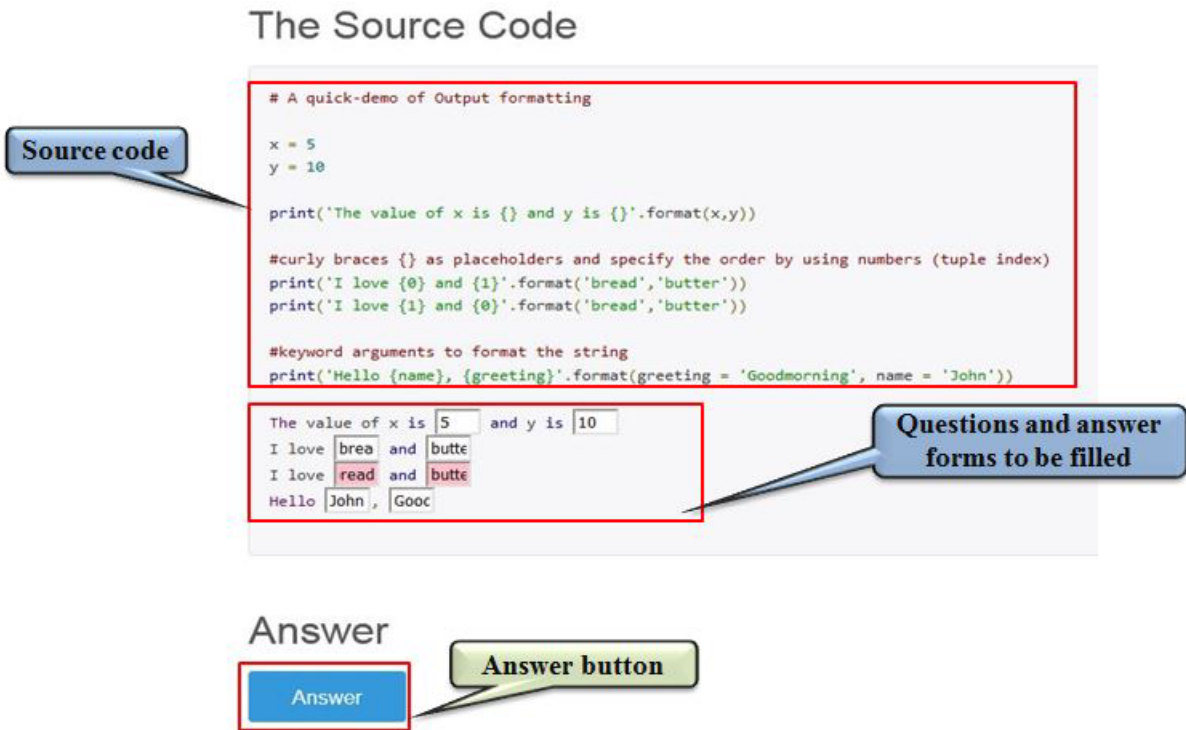 The Source Code
# A quick-demo of Output formatting
Source code
x = 5
y = 10
print('The value of x is {} and y is {}'.format(x,y))
#curly braces {} as placeholders and specify the order by using numbers (tuple index)
print('I love {0} and {1}'.format('bread','butter'))
print('I love {1} and {0}'.format('bread','butter'))
#keyword arguments to format the string
print('Hello {name}, {greeting}'.format(greeting = 'Goodmorning', name = 'John'))
The value of x is 5 and y is 10
I love brea and butte
I love read and butte
Hello John , Gooc
Questions and answer
forms to be filled
Answer
Answer button
Answer